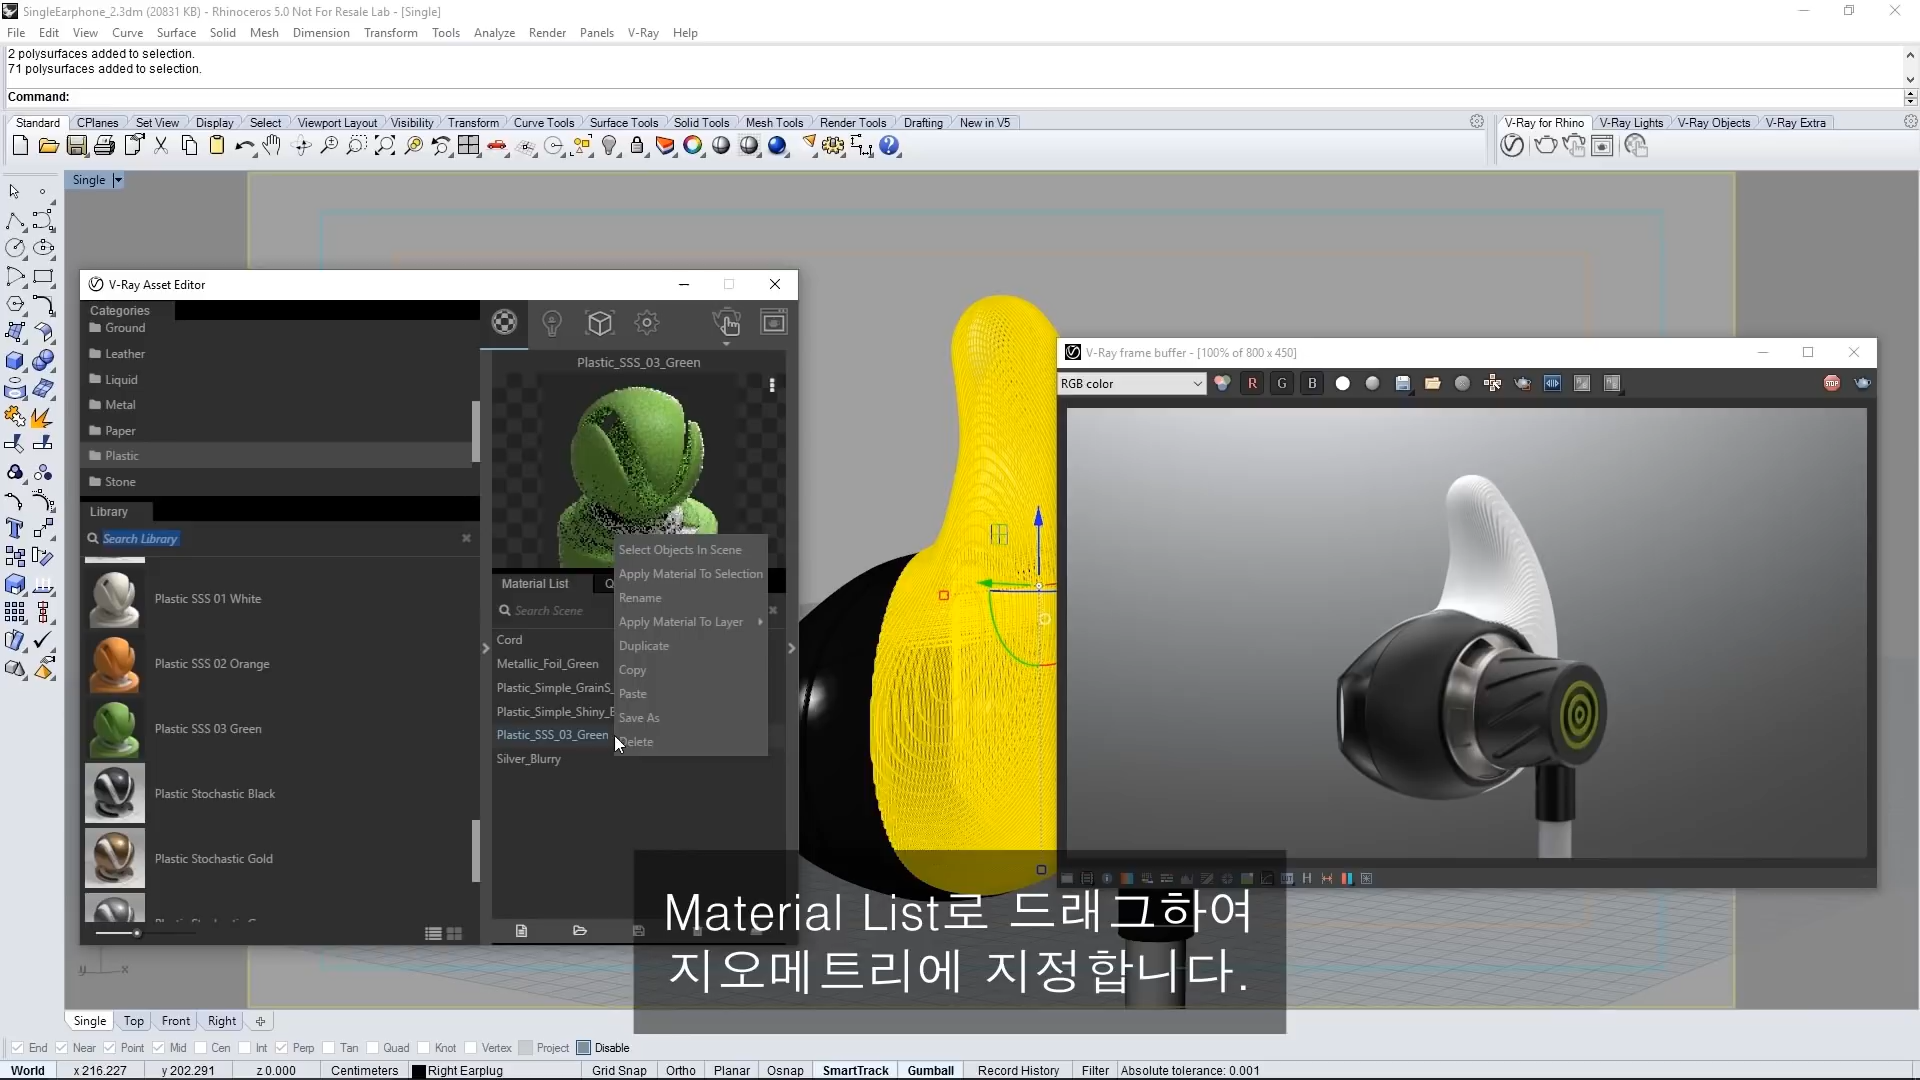 SingleEarphone_2.3dm (20831 KB) - Rhinoceros 5.0 Not For Resale Lab - [Single]
File Edit View Curve Surface Solid Mesh Dimension Transform Tools Analyze Render Panels V-Ray Help
2 polysurfaces added to selection.
71 polysurfaces added to selection.
Command:
Standard CPlanes Set View Display Select Viewport Layout Visibility Transform Curve Tools Surface Tools Solid Tools Mesh Tools Render Tools Drafting New in V5
V-Ray for Rhino V-Ray Lights V-Ray Objects V-Ray Extra
Single
V-Ray Asset Editor
Categories
Ground
Leather
Liquid
Metal
Paper
Plastic
Stone
Library
Search Library
Plastic SSS 01 White
Plastic SSS 02 Orange
Plastic SSS 03 Green
Plastic Stochastic Black
Plastic Stochastic Gold
Plastic_SSS_03_Green
Material List
Search Scene
Cord
Metallic_Foil_Green
Plastic_Simple_GrainS_
Plastic_Simple_Shiny_B
Plastic_SSS_03_Green
Silver_Blurry
Select Objects In Scene
Apply Material To Selection
Rename
Apply Material To Layer
Duplicate
Copy
Paste
Save As
Delete
V-Ray frame buffer - [100% of 800 x 450]
RGB color R G B
STOP
Material List로 드래그하여
지오메트리에 지정합니다.
y x
Single Top Front Right
End Near Point Mid Cen Int Perp Tan Quad Knot Vertex Project Disable
World x 216.227 y 202.291 z 0.000 Centimeters Right Earplug Grid Snap Ortho Planar Osnap SmartTrack Gumball Record History Filter Absolute tolerance: 0.001